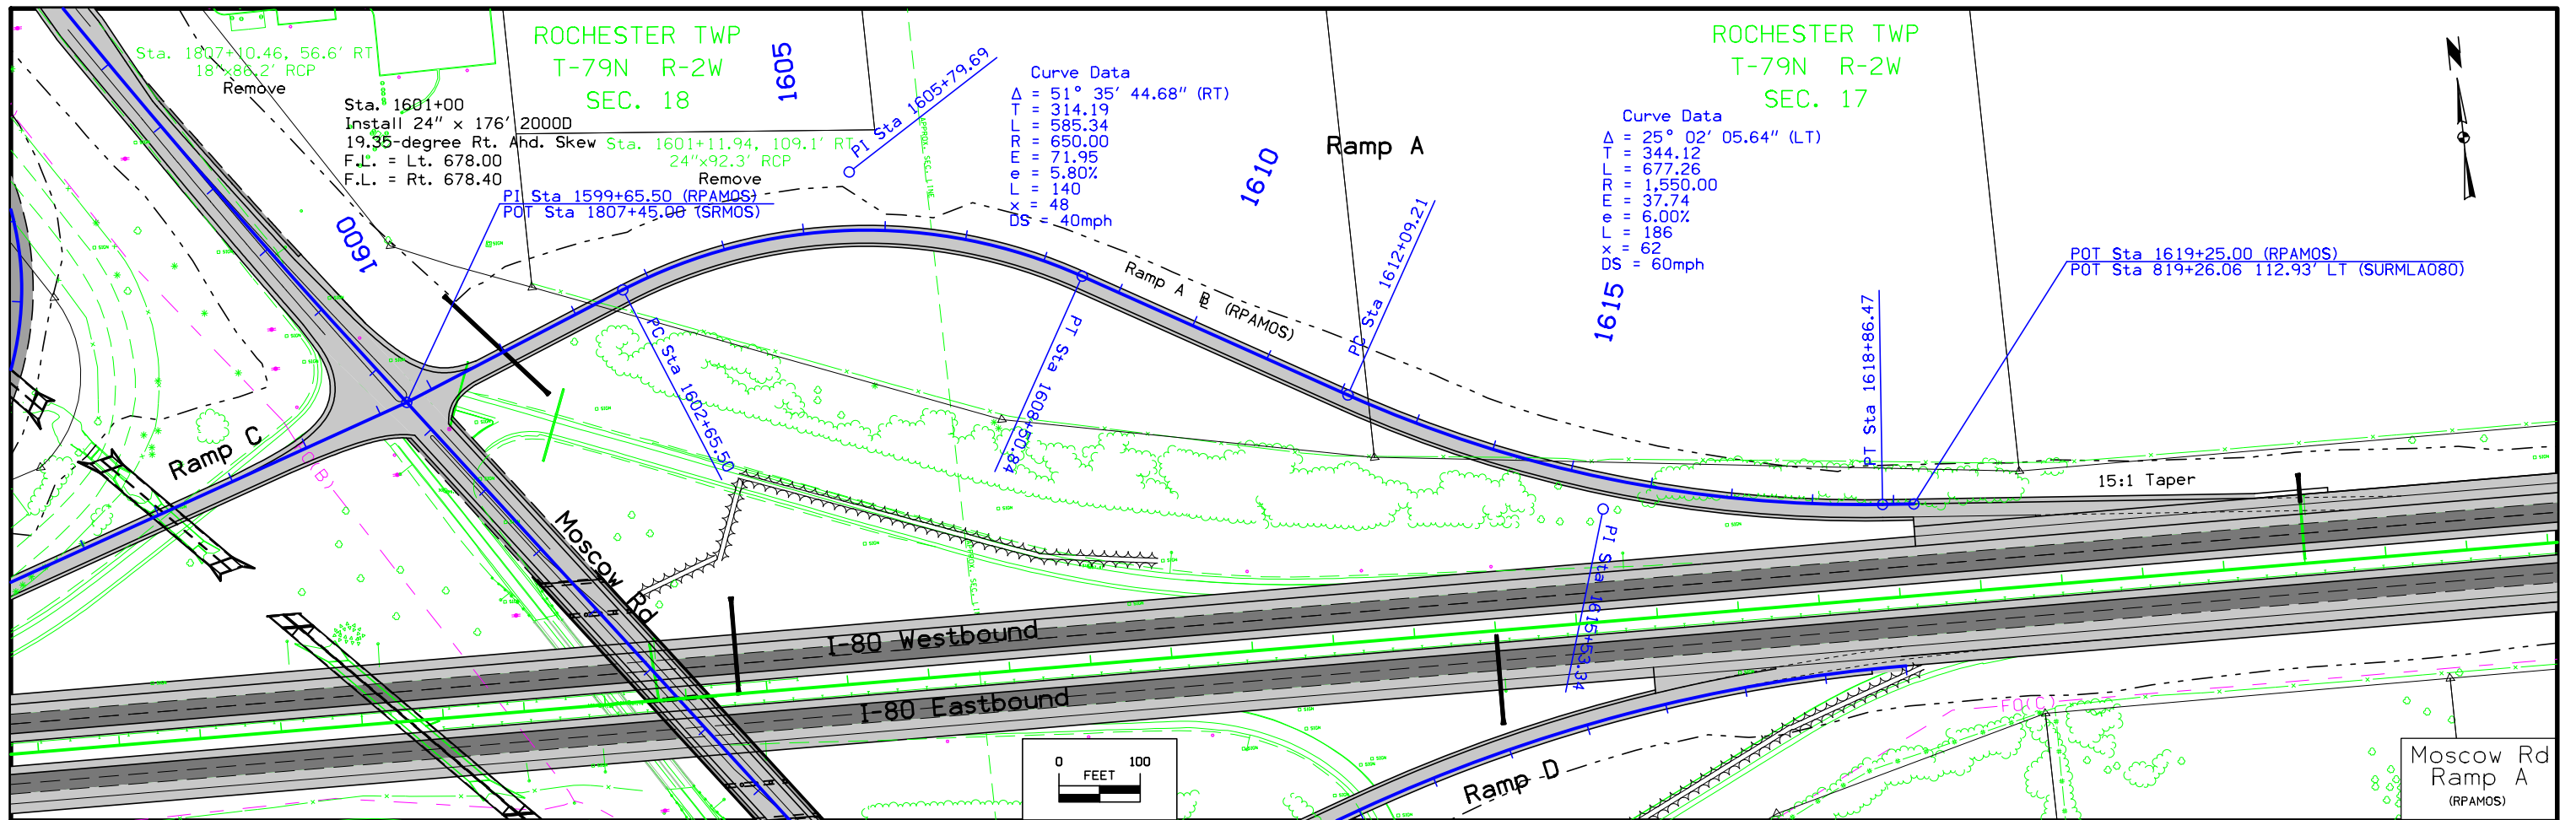 Sta. 1807+10.46, 56.6' RT
18"x86.2' RCP
Remove
ROCHESTER TWP
T-79N R-2W
SEC. 18
1605
Sta. 1601+00
Install 24" x 176' 2000D
19.35-degree Rt. Ahd. Skew
F.L. = Lt. 678.00
F.L. = Rt. 678.40
Sta. 1601+11.94, 109.1' RT
24"x92.3' RCP
Remove
PI Sta 1599+65.50 (RPAMOS)
POT Sta 1807+45.00 (SRMOS)
1600
PI Sta 1605+79.69
Curve Data
Δ = 51° 35' 44.68" (RT)
T = 314.19
L = 585.34
R = 650.00
E = 71.95
e = 5.80%
L = 140
x = 48
DS = 40mph
1610
Ramp A
ROCHESTER TWP
T-79N R-2W
SEC. 17
Curve Data
Δ = 25° 02' 05.64" (LT)
T = 344.12
L = 677.26
R = 1,550.00
E = 37.74
e = 6.00%
L = 186
x = 62
DS = 60mph
N
1615
POT Sta 1619+25.00 (RPAMOS)
POT Sta 819+26.06 112.93' LT (SURMLA080)
PC Sta 1602+65.50
PT Sta 1608+50.84
Ramp A ℄ (RPAMOS)
PC Sta 1612+09.21
PT Sta 1618+86.47
PI Sta 1615+53.34
15:1 Taper
Ramp C
Moscow Rd
I-80 Westbound
I-80 Eastbound
Ramp D
FO(C)
0 100
FEET
Moscow Rd
Ramp A
(RPAMOS)